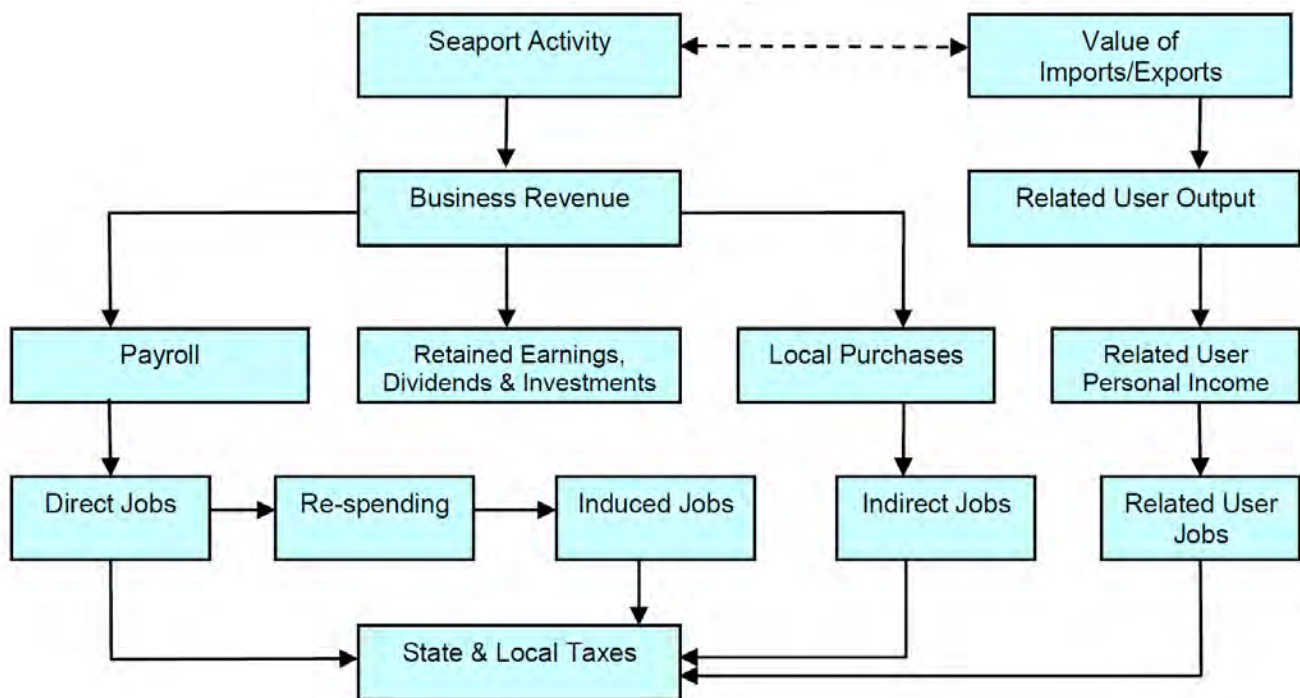 Seaport Activity
Value of
Imports/Exports
Business Revenue
Related User Output
Payroll
Retained Earnings,
Dividends & Investments
Local Purchases
Related User
Personal Income
Direct Jobs
Re-spending
Induced Jobs
Indirect Jobs
Related User
Jobs
State & Local Taxes